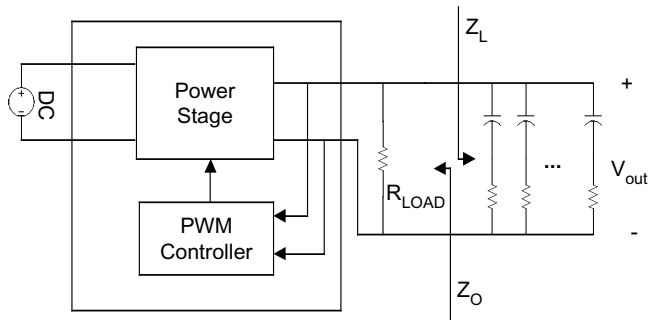 Z_L
DC
+
-
Power
Stage
+
R_LOAD
...
V_out
PWM
Controller
-
Z_O